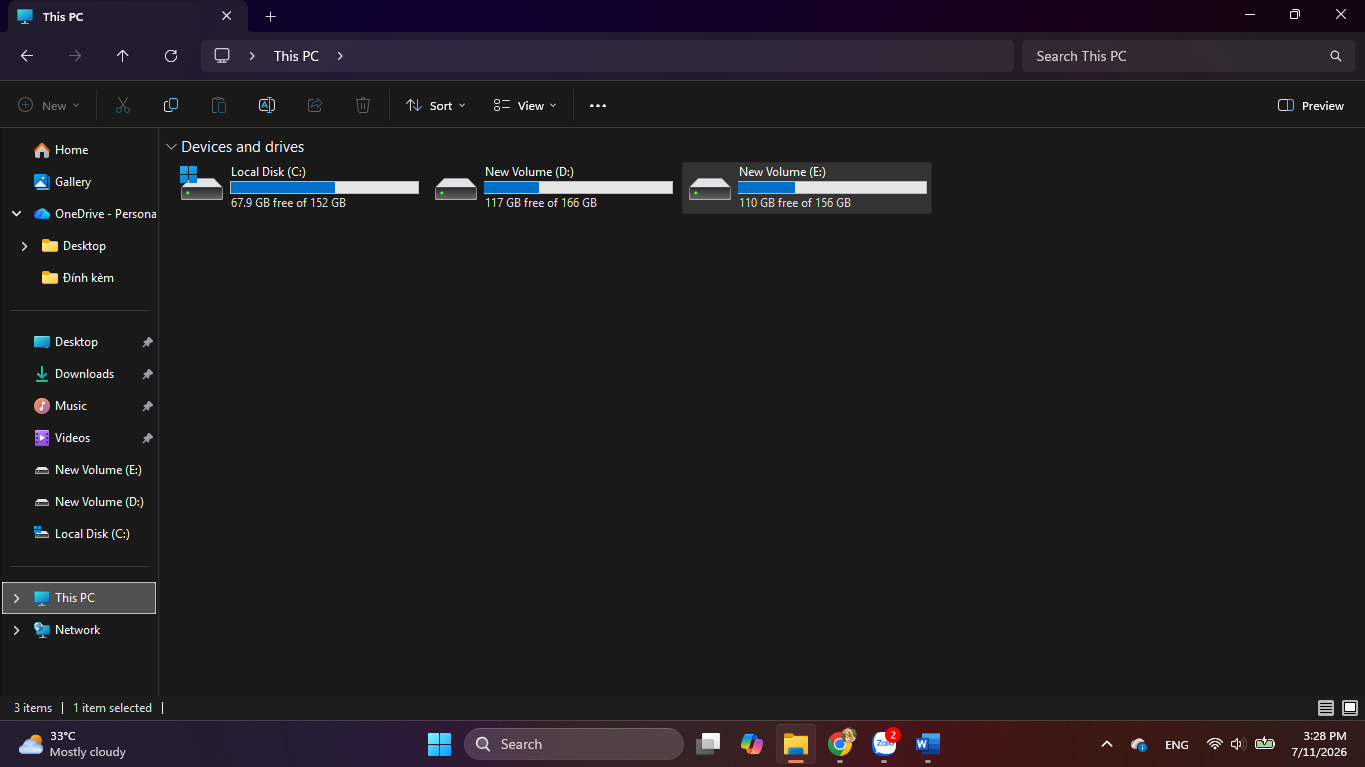 This PC
This PC
Search This PC
New
Sort
View
Preview
Home
Gallery
OneDrive - Persona
Desktop
Đính kèm
Desktop
Downloads
Music
Videos
New Volume (E:)
New Volume (D:)
Local Disk (C:)
This PC
Network
Devices and drives
Local Disk (C:)
67.9 GB free of 152 GB
New Volume (D:)
117 GB free of 166 GB
New Volume (E:)
110 GB free of 156 GB
3 items
1 item selected
33°C
Mostly cloudy
Search
Zalo
2
W
ENG
3:28 PM
7/11/2026